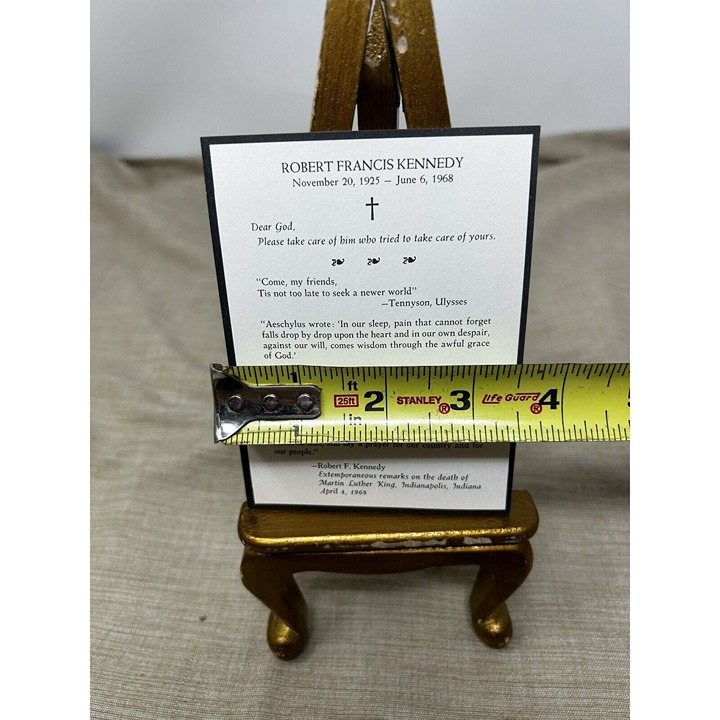 ROBERT FRANCIS KENNEDY
November 20, 1925 — June 6, 1968
Dear God,
Please take care of him who tried to take care of yours.
"Come, my friends,
Tis not too late to seek a newer world"
—Tennyson, Ulysses
"Aeschylus wrote: 'In our sleep, pain that cannot forget
falls drop by drop upon the heart and in our own despair,
against our will, comes wisdom through the awful grace
of God.'
1 ft 2 3 4
25ft STANLEY® Life Guard®
in
say a prayer for our country and for
our people."
—Robert F. Kennedy
Extemporaneous remarks on the death of
Martin Luther King, Indianapolis, Indiana
April 4, 1968